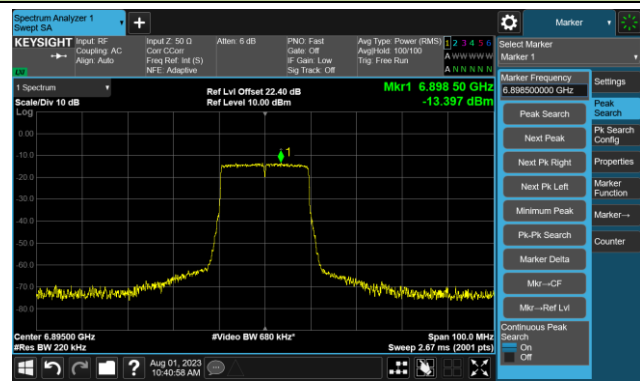 Spectrum Analyzer 1
Swept SA
Marker
KEYSIGHT
Input: RF
Coupling: AC
Align: Auto
Input Z: 50 Ω
Corr CCorr
Freq Ref: Int (S)
NFE: Adaptive
Atten: 6 dB
PNO: Fast
Gate: Off
IF Gain: Low
Sig Track: Off
Avg Type: Power (RMS)
Avg|Hold: 100/100
Trig: Free Run
1 2 3 4 5 6
A W W W W W
A N N N N N
Select Marker
Marker 1
1 Spectrum
Scale/Div 10 dB
Log
Ref Lvl Offset 22.40 dB
Ref Level 10.00 dBm
Mkr1 6.898 50 GHz
-13.397 dBm
1
0.00
-10.0
-20.0
-30.0
-40.0
-50.0
-60.0
-70.0
-80.0
Center 6.89500 GHz
#Res BW 220 kHz
#Video BW 680 kHz*
Span 100.0 MHz
Sweep 2.67 ms (2001 pts)
Marker Frequency
6.898500000 GHz
Peak Search
Next Peak
Next Pk Right
Next Pk Left
Minimum Peak
Pk-Pk Search
Marker Delta
Mkr→CF
Mkr→Ref Lvl
Continuous Peak
Search
On
Off
Settings
Peak
Search
Pk Search
Config
Properties
Marker
Function
Marker→
Counter
?
Aug 01, 2023
10:40:58 AM